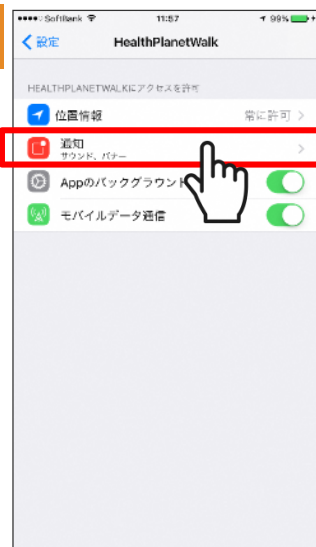 SoftBank 11:57 99%
設定 HealthPlanetWalk
HEALTHPLANETWALKにアクセスを許可
位置情報 常に許可
通知
サウンド、バナー
Appのバックグラウンド
モバイルデータ通信